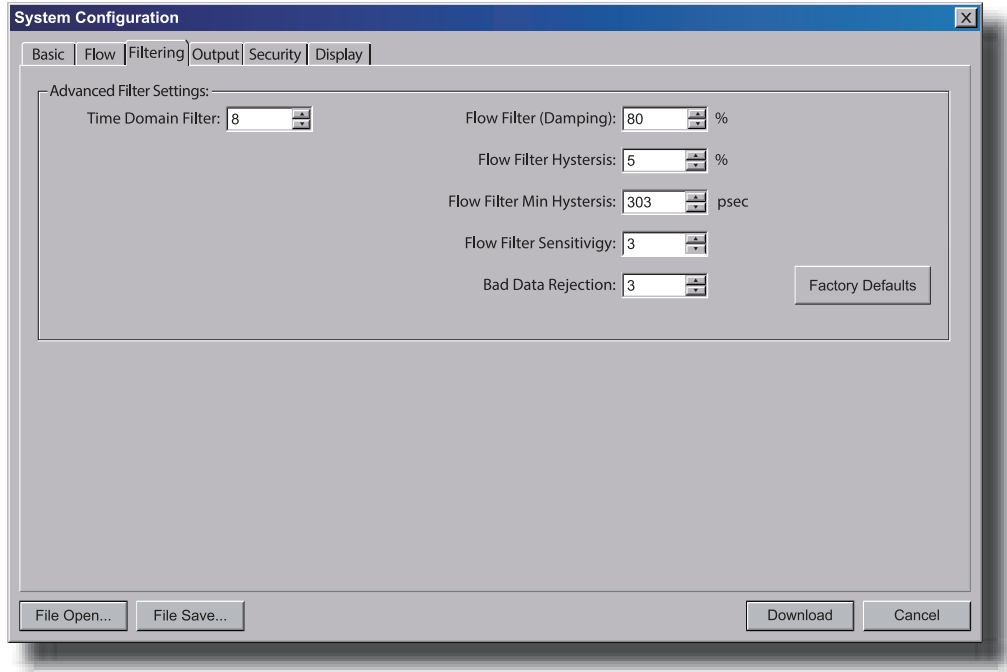 System Configuration
Basic Flow Filtering Output Security Display
Advanced Filter Settings:
Time Domain Filter: 8
Flow Filter (Damping): 80 %
Flow Filter Hystersis: 5 %
Flow Filter Min Hystersis: 303 psec
Flow Filter Sensitivigy: 3
Bad Data Rejection: 3
Factory Defaults
File Open... File Save... Download Cancel